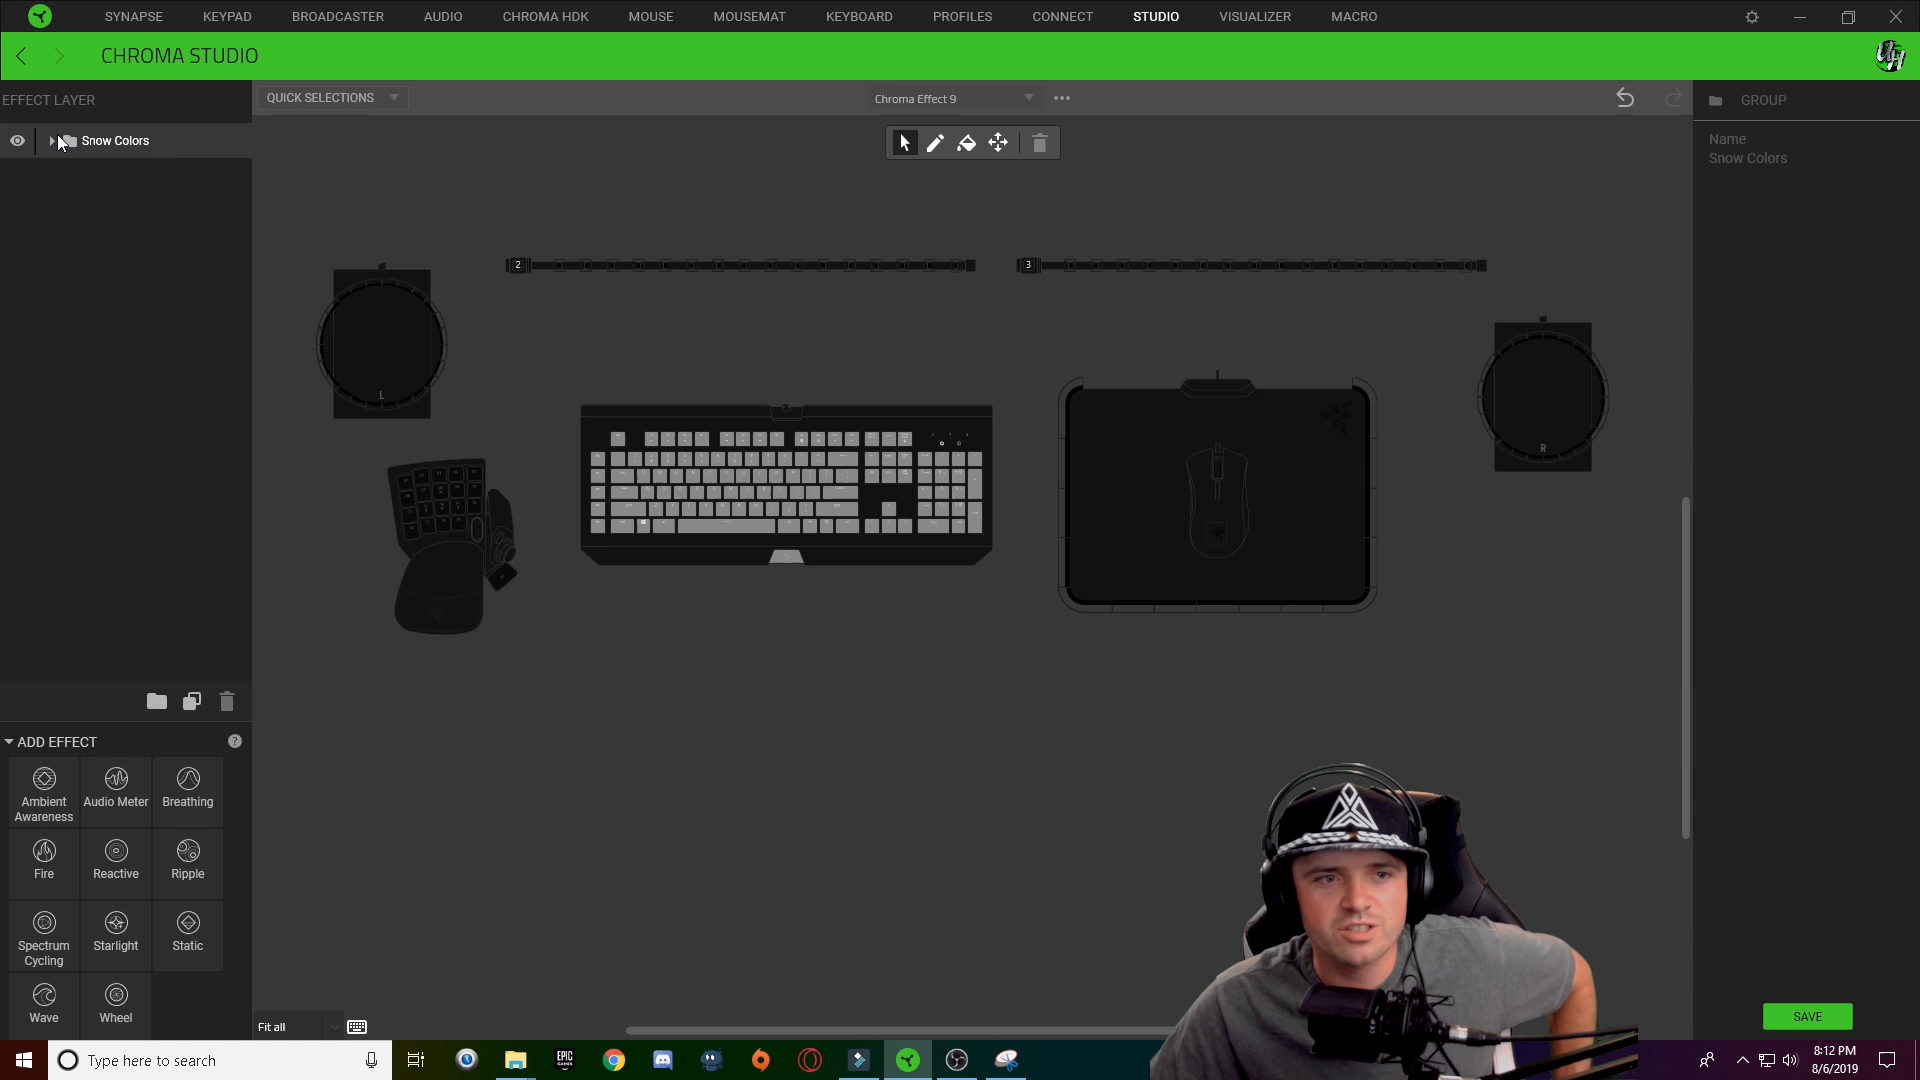 SYNAPSE KEYPAD BROADCASTER AUDIO CHROMA HDK MOUSE MOUSEMAT KEYBOARD PROFILES CONNECT STUDIO VISUALIZER MACRO
CHROMA STUDIO
EFFECT LAYER
QUICK SELECTIONS
Chroma Effect 9
GROUP
Snow Colors
Name
Snow Colors
2
3
L
R
ADD EFFECT
?
Ambient Awareness
Audio Meter
Breathing
Fire
Reactive
Ripple
Spectrum Cycling
Starlight
Static
Wave
Wheel
Fit all
SAVE
Type here to search
EPIC GAMES
8:12 PM
8/6/2019